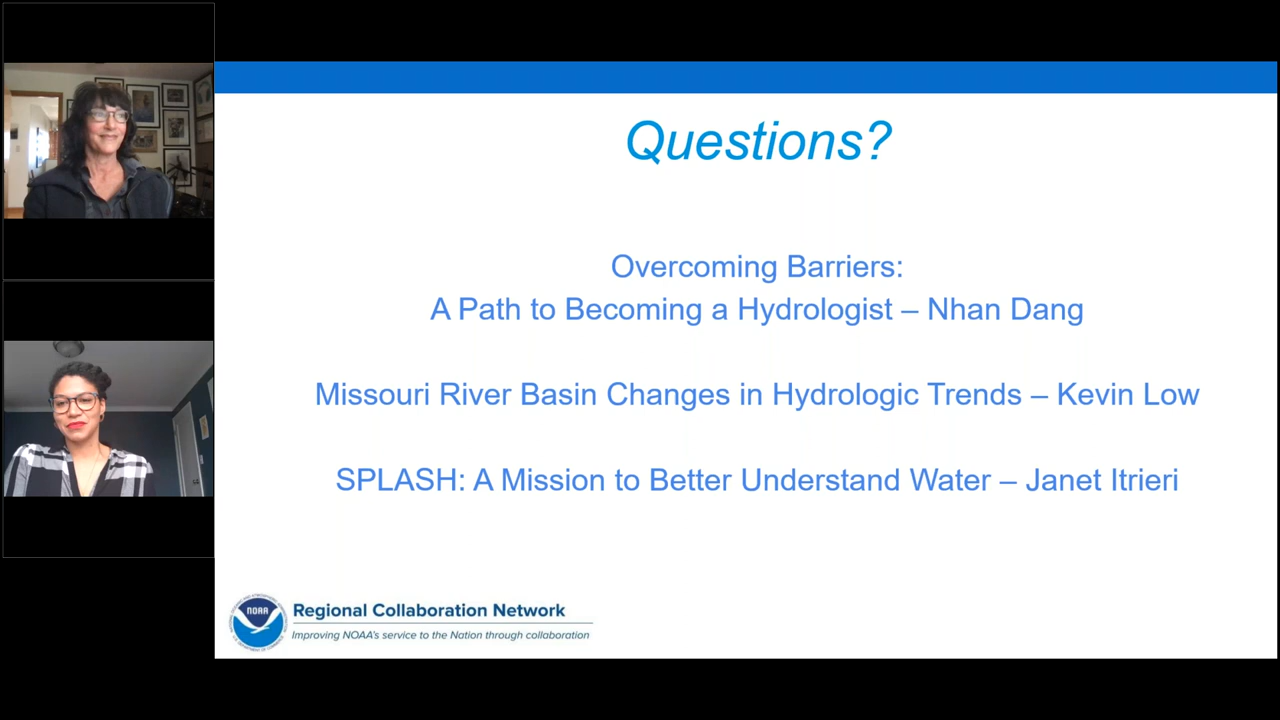 Questions?
Overcoming Barriers:
A Path to Becoming a Hydrologist – Nhan Dang
Missouri River Basin Changes in Hydrologic Trends – Kevin Low
SPLASH: A Mission to Better Understand Water – Janet Itrieri
NOAA
Regional Collaboration Network
Improving NOAA's service to the Nation through collaboration